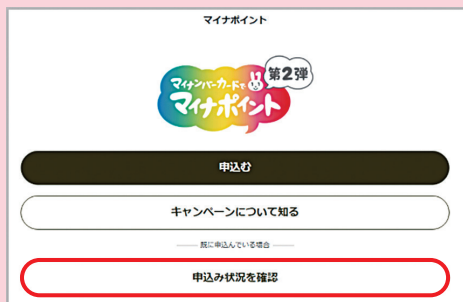 マイナポイント
マイナンバーカードで
マイナポイント
第2弾
申込む
キャンペーンについて知る
既に申込んでいる場合
申込み状況を確認